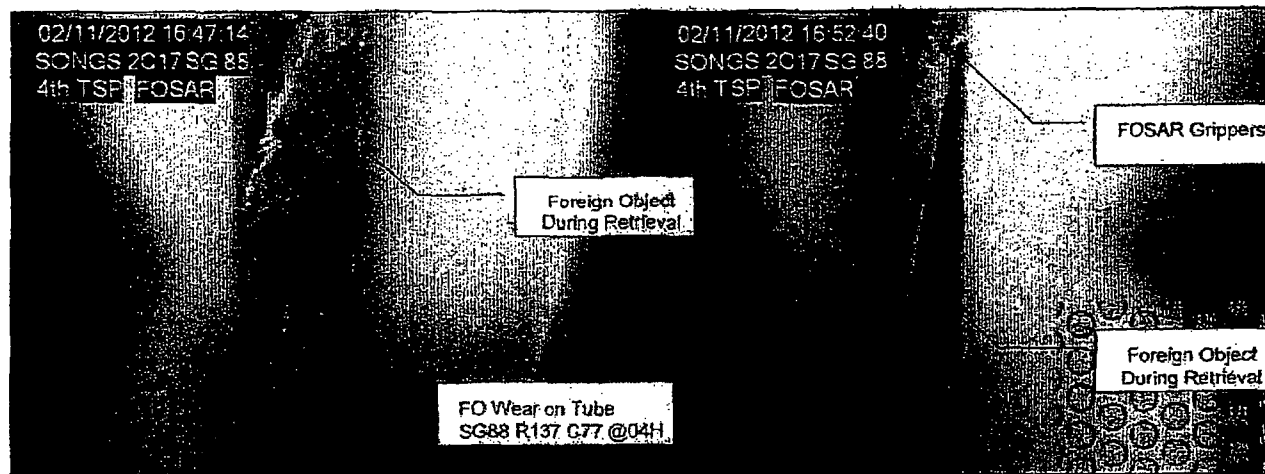 02/11/2012 16:47:14
SONGS 2C17 SG 88
4th TSP FOSAR
Foreign Object
During Retrieval
FO Wear on Tube
SG88 R137 C77 @04H
02/11/2012 16:52:40
SONGS 2C17 SG 88
4th TSP FOSAR
FOSAR Grippers
Foreign Object
During Retrieval